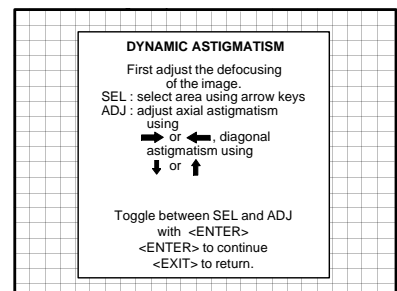 DYNAMIC ASTIGMATISM
First adjust the defocusing
of the image.
SEL : select area using arrow keys
ADJ : adjust axial astigmatism
using
➡ or ⬅, diagonal
astigmatism using
⬇ or ⬆
Toggle between SEL and ADJ
with <ENTER>
<ENTER> to continue
<EXIT> to return.